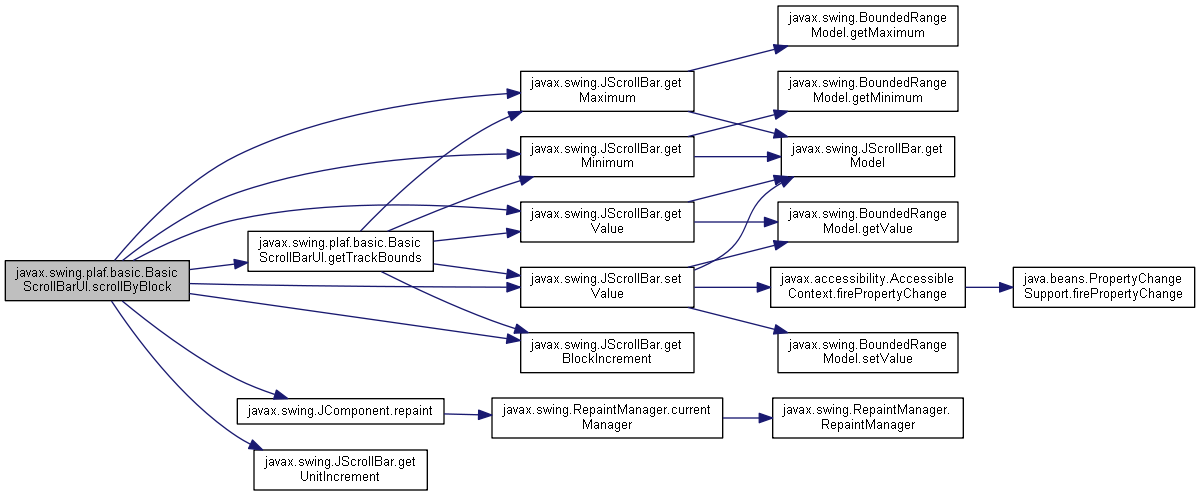 javax.swing.plaf.basic.Basic
ScrollBarUI.scrollByBlock
javax.swing.plaf.basic.Basic
ScrollBarUI.getTrackBounds
javax.swing.JComponent.repaint
javax.swing.JScrollBar.get
UnitIncrement
javax.swing.JScrollBar.get
Maximum
javax.swing.JScrollBar.get
Minimum
javax.swing.JScrollBar.get
Value
javax.swing.JScrollBar.set
Value
javax.swing.JScrollBar.get
BlockIncrement
javax.swing.RepaintManager.current
Manager
javax.swing.BoundedRange
Model.getMaximum
javax.swing.BoundedRange
Model.getMinimum
javax.swing.JScrollBar.get
Model
javax.swing.BoundedRange
Model.getValue
javax.accessibility.Accessible
Context.firePropertyChange
javax.swing.BoundedRange
Model.setValue
javax.swing.RepaintManager.
RepaintManager
java.beans.PropertyChange
Support.firePropertyChange